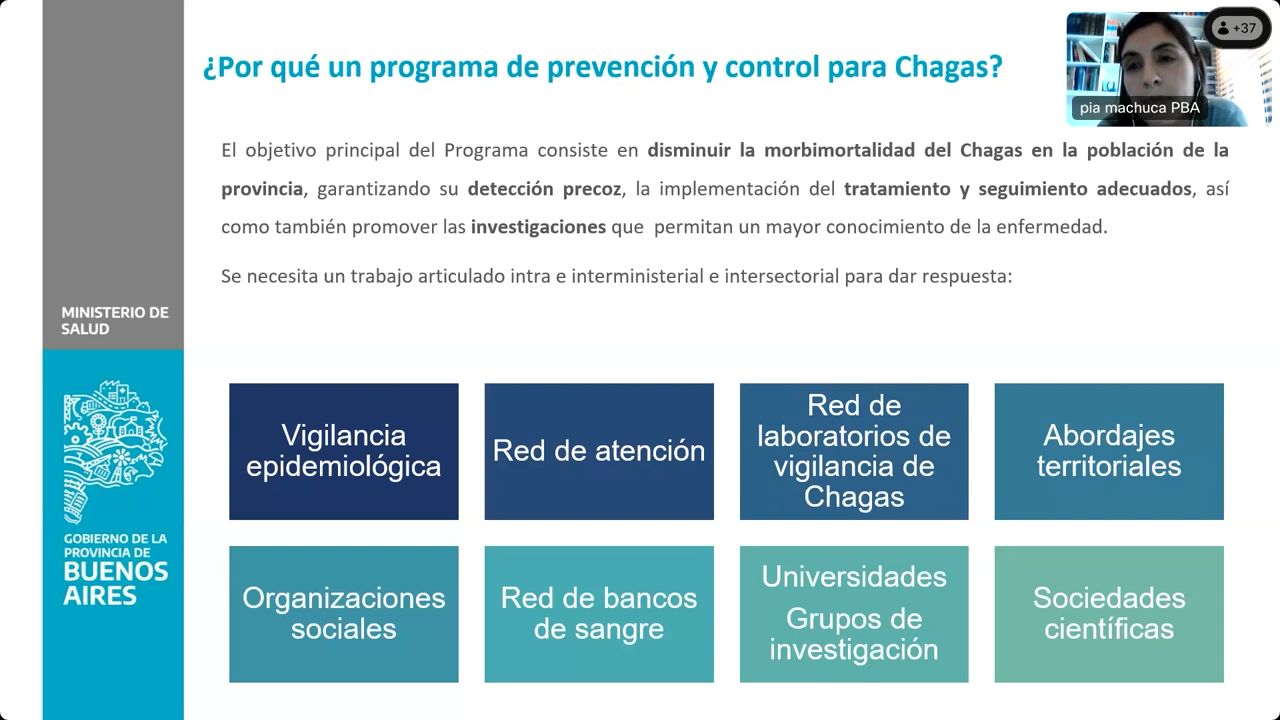 ¿Por qué un programa de prevención y control para Chagas?
+37
pia machuca PBA
El objetivo principal del Programa consiste en disminuir la morbimortalidad del Chagas en la población de la
provincia, garantizando su detección precoz, la implementación del tratamiento y seguimiento adecuados, así
como también promover las investigaciones que permitan un mayor conocimiento de la enfermedad.
Se necesita un trabajo articulado intra e interministerial e intersectorial para dar respuesta:
MINISTERIO DE
SALUD
GOBIERNO DE LA
PROVINCIA DE
BUENOS
AIRES
Vigilancia
epidemiológica
Red de atención
Red de
laboratorios de
vigilancia de
Chagas
Abordajes
territoriales
Organizaciones
sociales
Red de bancos
de sangre
Universidades
Grupos de
investigación
Sociedades
científicas